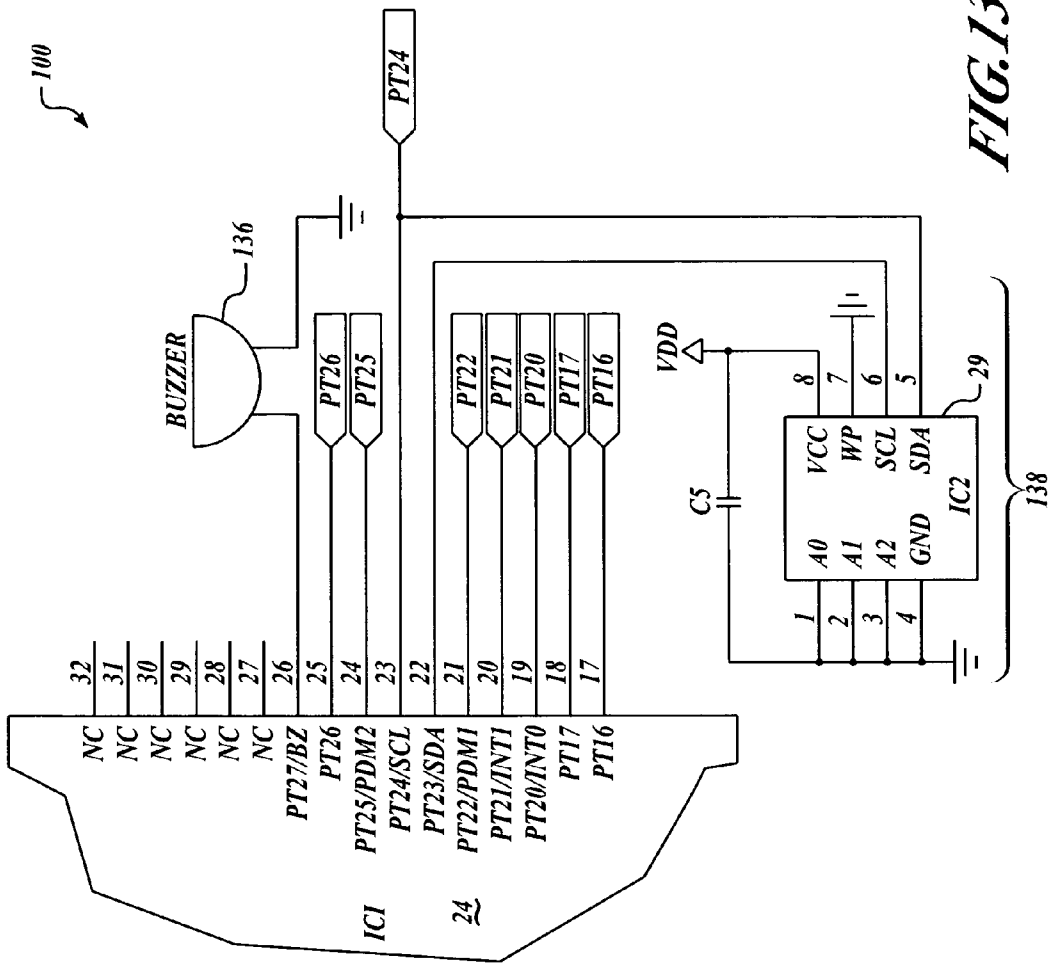 100
BUZZER
136
PT24
NC 32
NC 31
NC 30
NC 29
NC 28
NC 27
PT27/BZ 26
PT26 25 PT26
PT25/PDM2 24 PT25
PT24/SCL 23
PT23/SDA 22
PT22/PDM1 21 PT22
PT21/INT1 20 PT21
PT20/INT0 19 PT20
PT17 18 PT17
PT16 17 PT16
IC1
24
VDD
C5
1 A0 VCC 8
2 A1 WP 7
3 A2 SCL 6
4 GND SDA 5
IC2
29
138